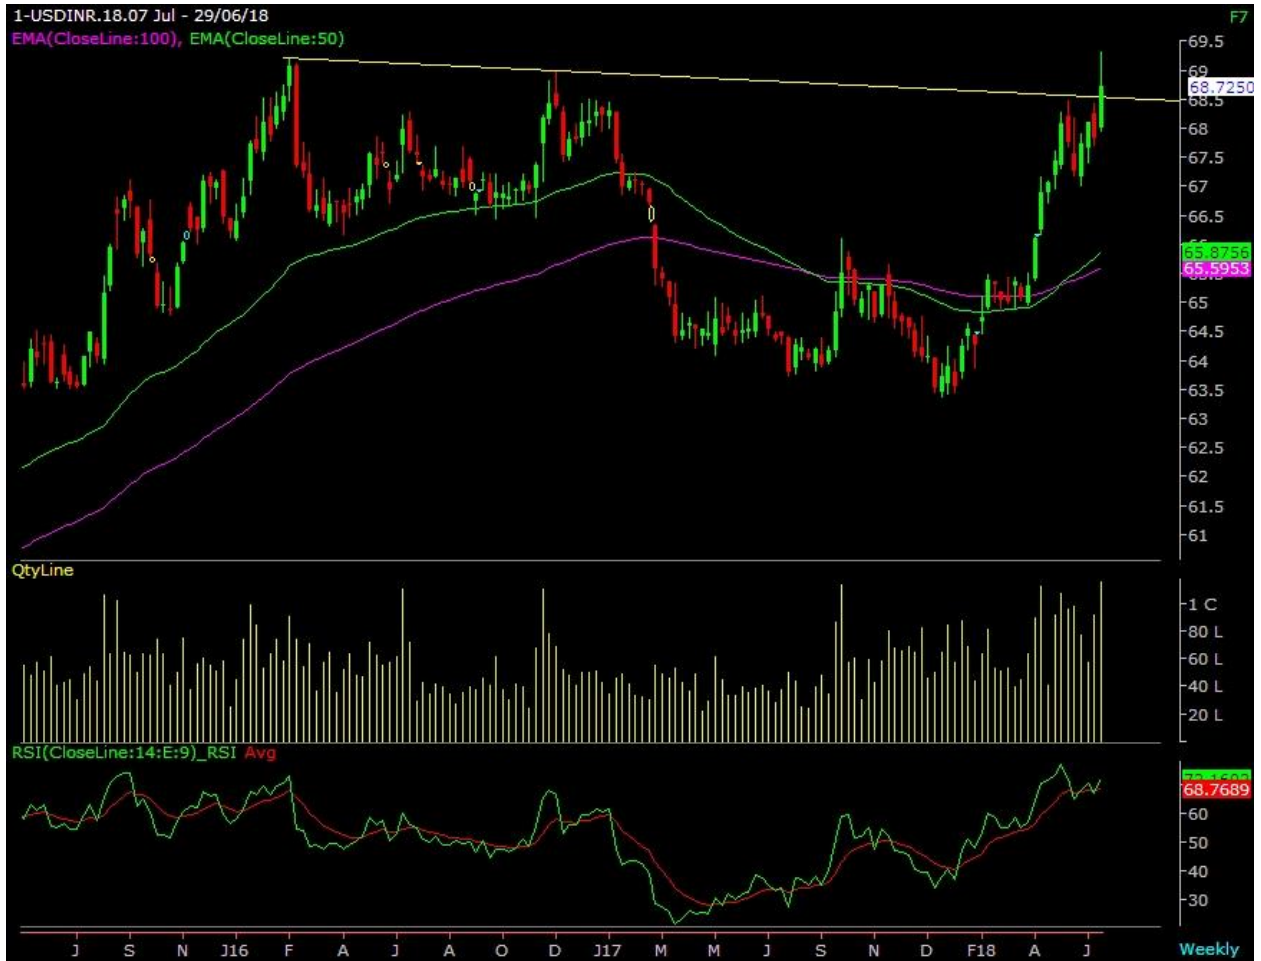 1-USDINR.18.07 Jul - 29/06/18
F7
EMA(CloseLine:100), EMA(CloseLine:50)
69.5
69
68.7250
68.5
68
67.5
67
66.5
65.8756
65.5953
65
64.5
64
63.5
63
62.5
62
61.5
61
QtyLine
1 C
80 L
60 L
40 L
20 L
RSI(CloseLine:14:E:9)_RSI Avg
68.7689
60
50
40
30
J S N J16 F A J A O D J17 M M J S N D F18 A J
Weekly